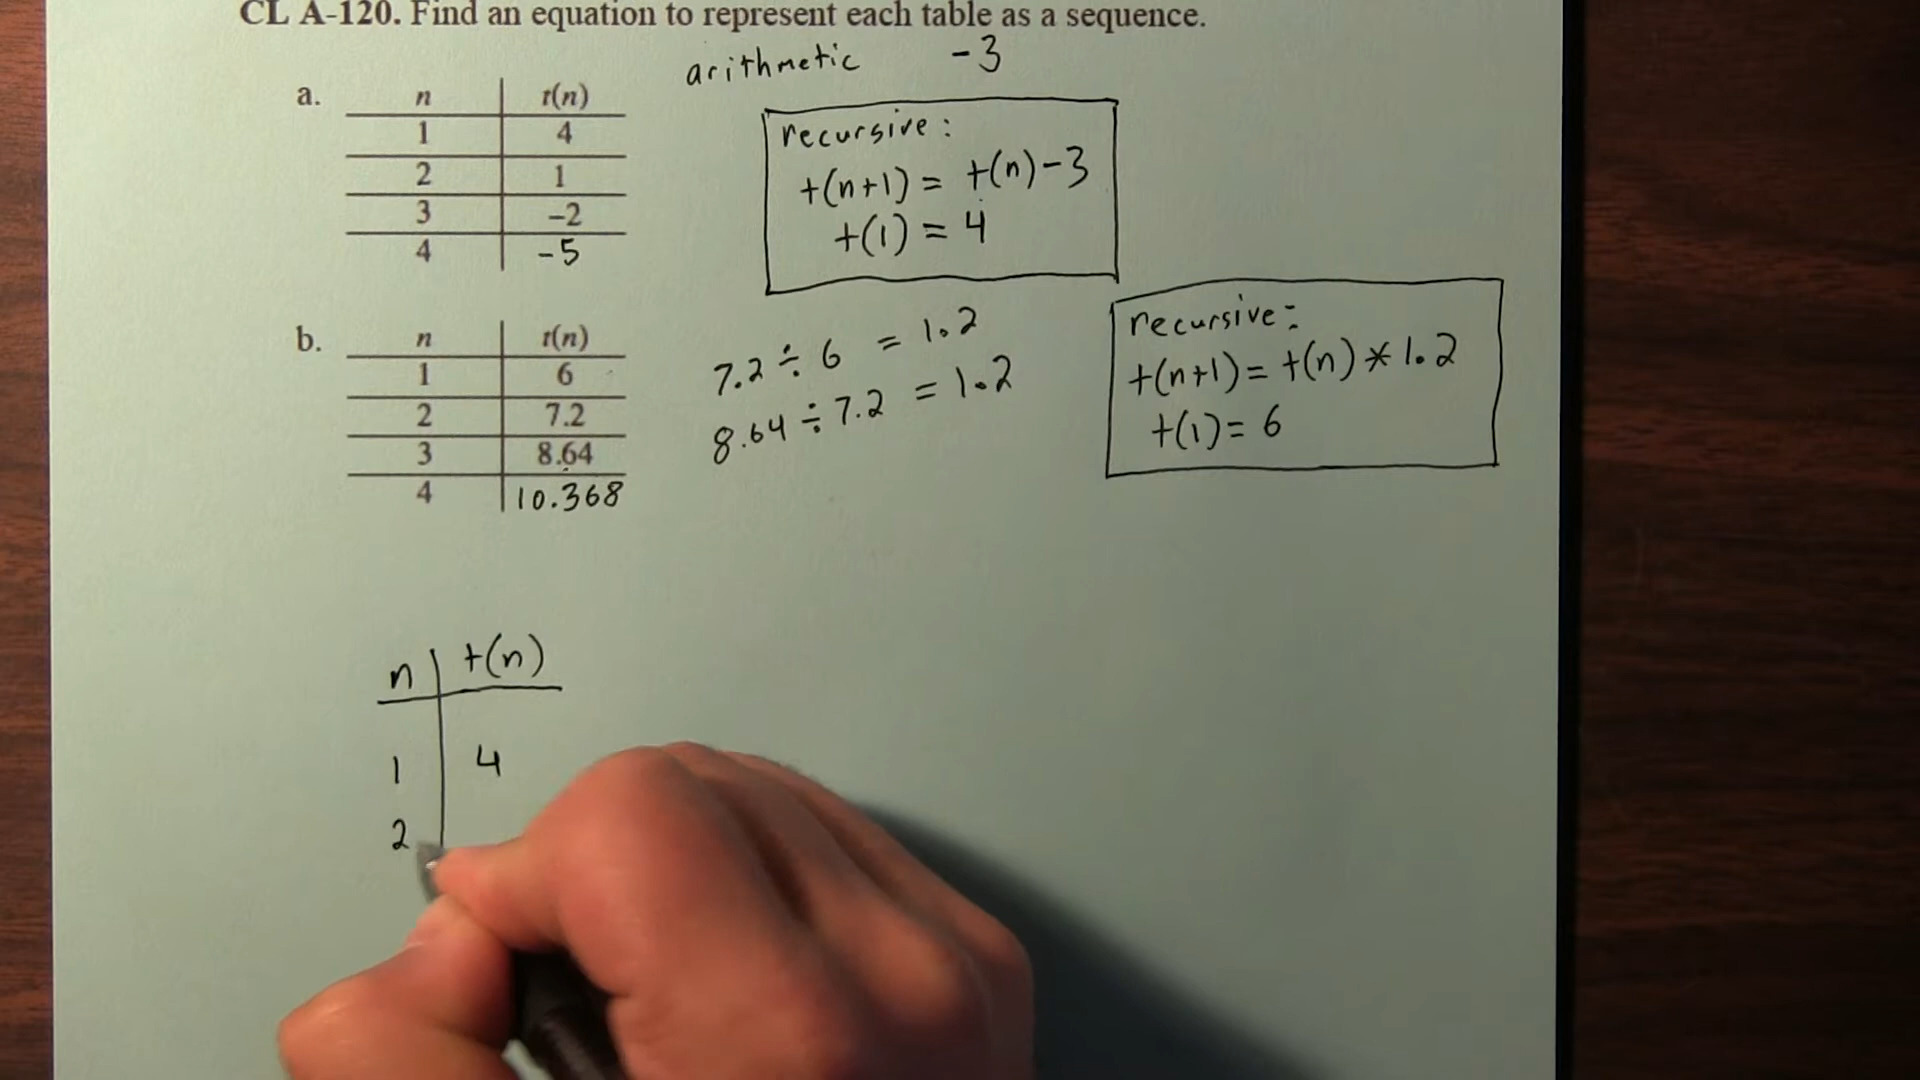 CL A-120. Find an equation to represent each table as a sequence.
arithmetic -3
a.
n t(n)
1 4
2 1
3 -2
4 -5
recursive:
t(n+1) = t(n)-3
t(1) = 4
b.
n t(n)
1 6
2 7.2
3 8.64
4 10.368
7.2 ÷ 6 = 1.2
8.64 ÷ 7.2 = 1.2
recursive:
t(n+1) = t(n) * 1.2
t(1) = 6
n t(n)
1 4
2